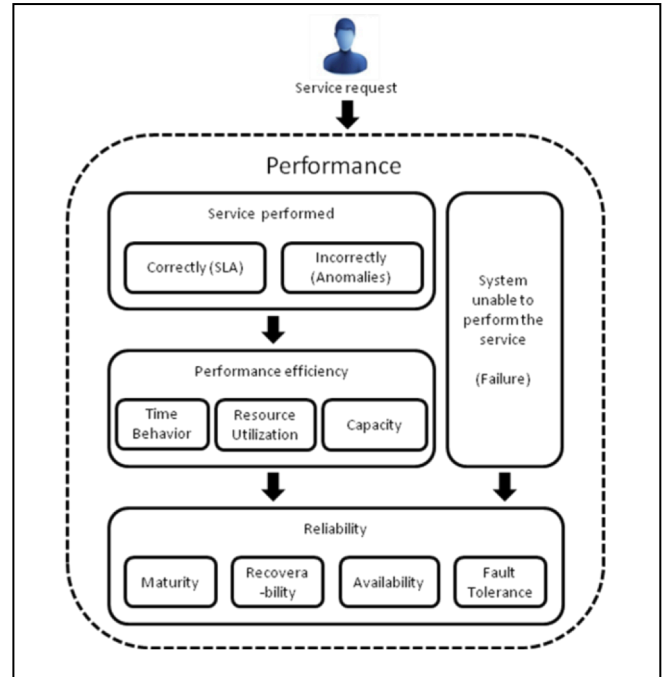 Service request
Performance
Service performed
Correctly (SLA)
Incorrectly
(Anomalies)
System
unable to
perform the
service
(Failure)
Performance efficiency
Time
Behavior
Resource
Utilization
Capacity
Reliability
Maturity
Recovera
-bility
Availability
Fault
Tolerance